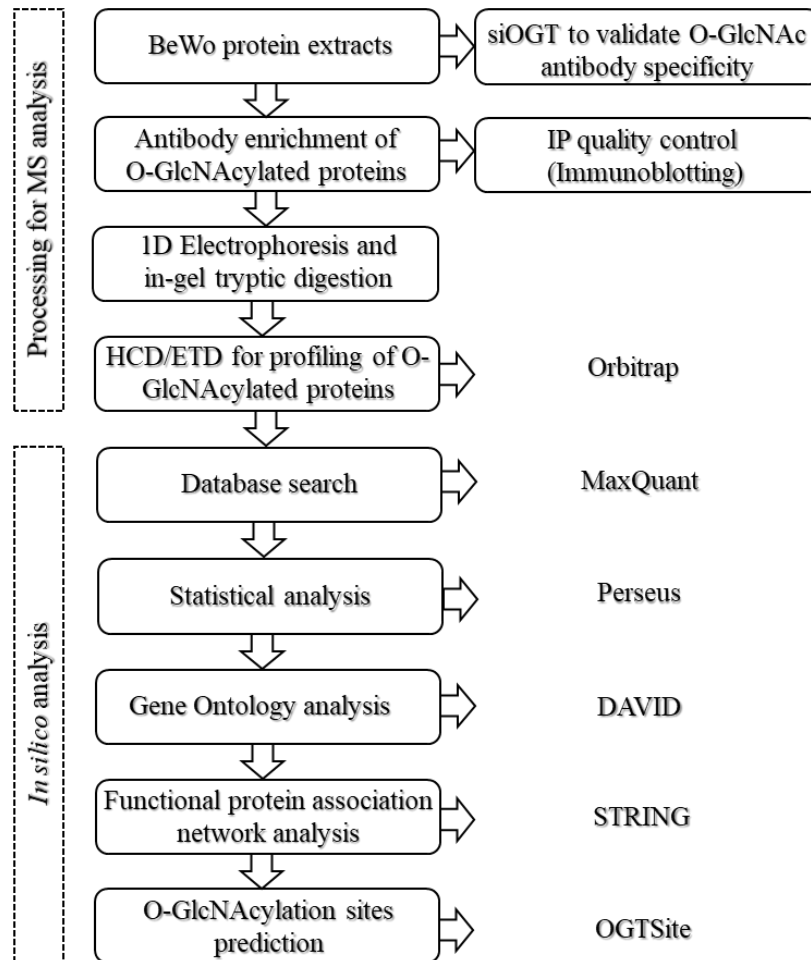 Processing for MS analysis
BeWo protein extracts
siOGT to validate O-GlcNAc
antibody specificity
Antibody enrichment of
O-GlcNAcylated proteins
IP quality control
(Immunoblotting)
1D Electrophoresis and
in-gel tryptic digestion
HCD/ETD for profiling of O-
GlcNAcylated proteins
Orbitrap
In silico analysis
Database search
MaxQuant
Statistical analysis
Perseus
Gene Ontology analysis
DAVID
Functional protein association
network analysis
STRING
O-GlcNAcylation sites
prediction
OGTSite